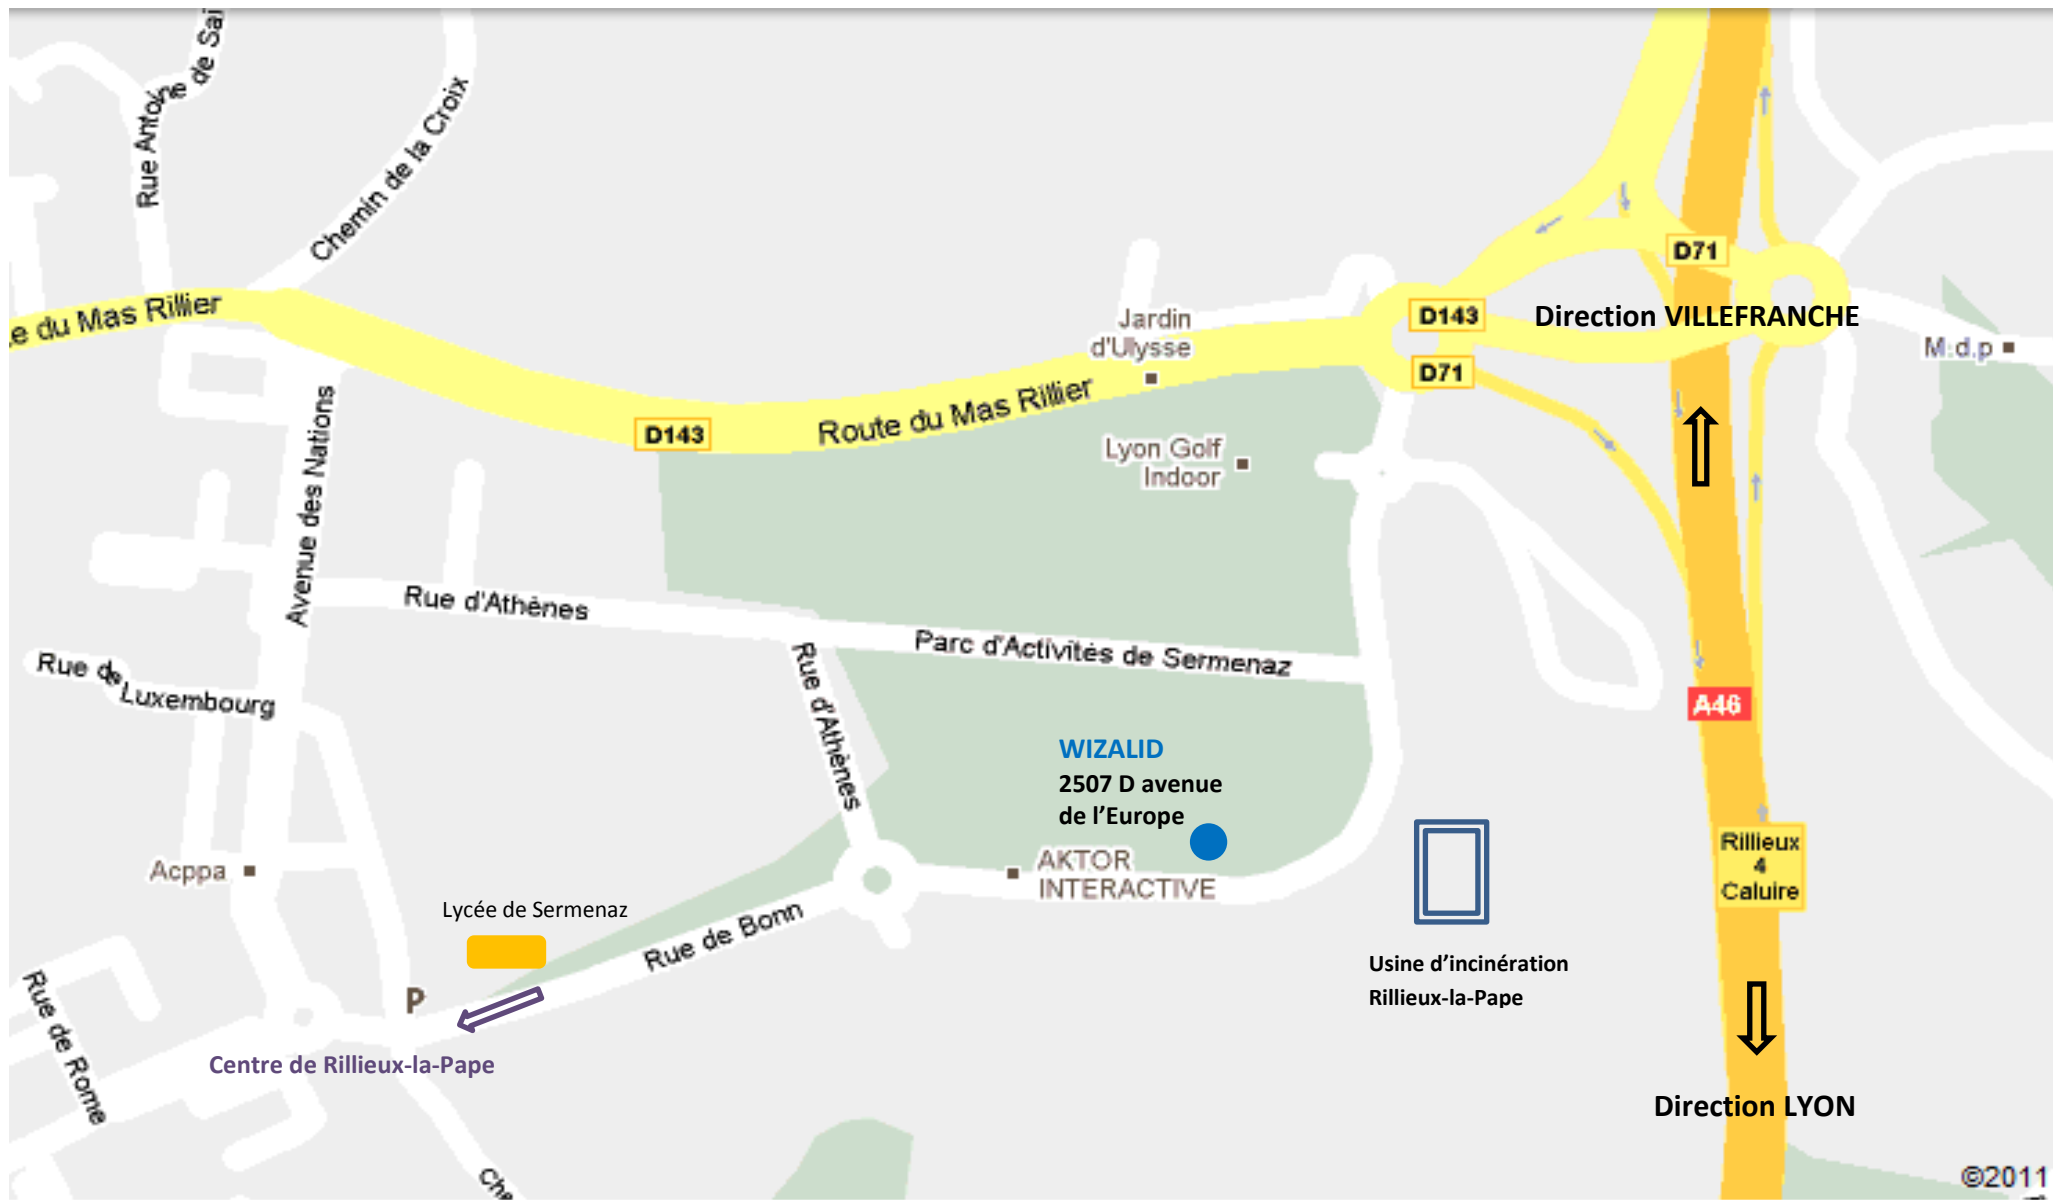 Rue Antoine de Sai
Chemin de la Croix
e du Mas Rillier
D71
Direction VILLEFRANCHE
D143
D71
Jardin
d'Ulysse
M.d.p
Route du Mas Rillier
D143
Lyon Golf
Indoor
Avenue des Nations
Rue d'Athènes
Parc d'Activités de Sermenaz
Rue de
Luxembourg
Rue d'Athènes
A46
WIZALID
2507 D avenue
de l'Europe
Rillieux
4
Caluire
AKTOR
INTERACTIVE
Acppa
Lycée de Sermenaz
Rue de Bonn
Usine d'incinération
Rillieux-la-Pape
P
Rue de Rome
Centre de Rillieux-la-Pape
Direction LYON
Che
©2011